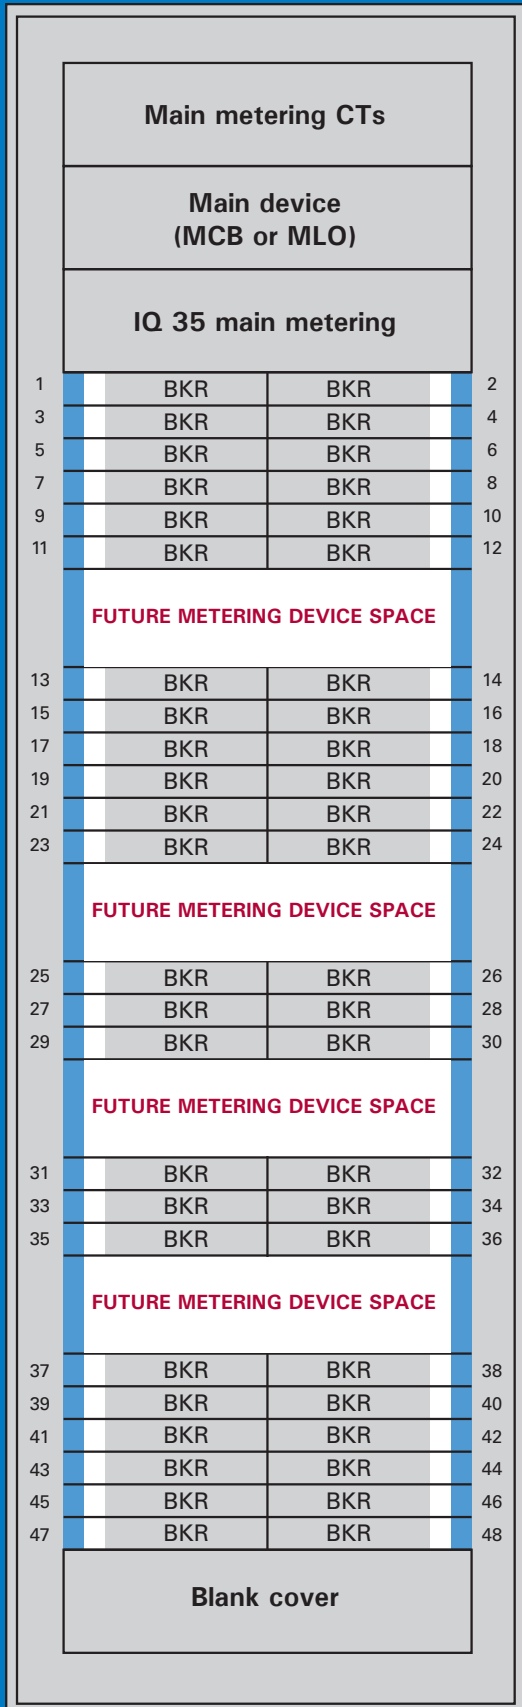 Main metering CTs
Main device
(MCB or MLO)
IQ 35 main metering
1 BKR BKR 2
3 BKR BKR 4
5 BKR BKR 6
7 BKR BKR 8
9 BKR BKR 10
11 BKR BKR 12
FUTURE METERING DEVICE SPACE
13 BKR BKR 14
15 BKR BKR 16
17 BKR BKR 18
19 BKR BKR 20
21 BKR BKR 22
23 BKR BKR 24
FUTURE METERING DEVICE SPACE
25 BKR BKR 26
27 BKR BKR 28
29 BKR BKR 30
FUTURE METERING DEVICE SPACE
31 BKR BKR 32
33 BKR BKR 34
35 BKR BKR 36
FUTURE METERING DEVICE SPACE
37 BKR BKR 38
39 BKR BKR 40
41 BKR BKR 42
43 BKR BKR 44
45 BKR BKR 46
47 BKR BKR 48
Blank cover